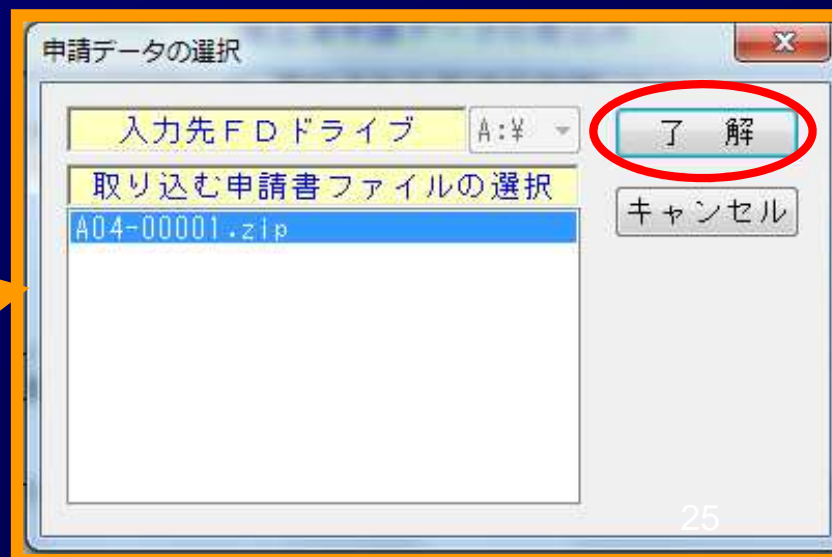 申請データの選択
入力先ＦＤドライブ A:¥
了　解
取り込む申請書ファイルの選択
キャンセル
A04-00001.zip
25